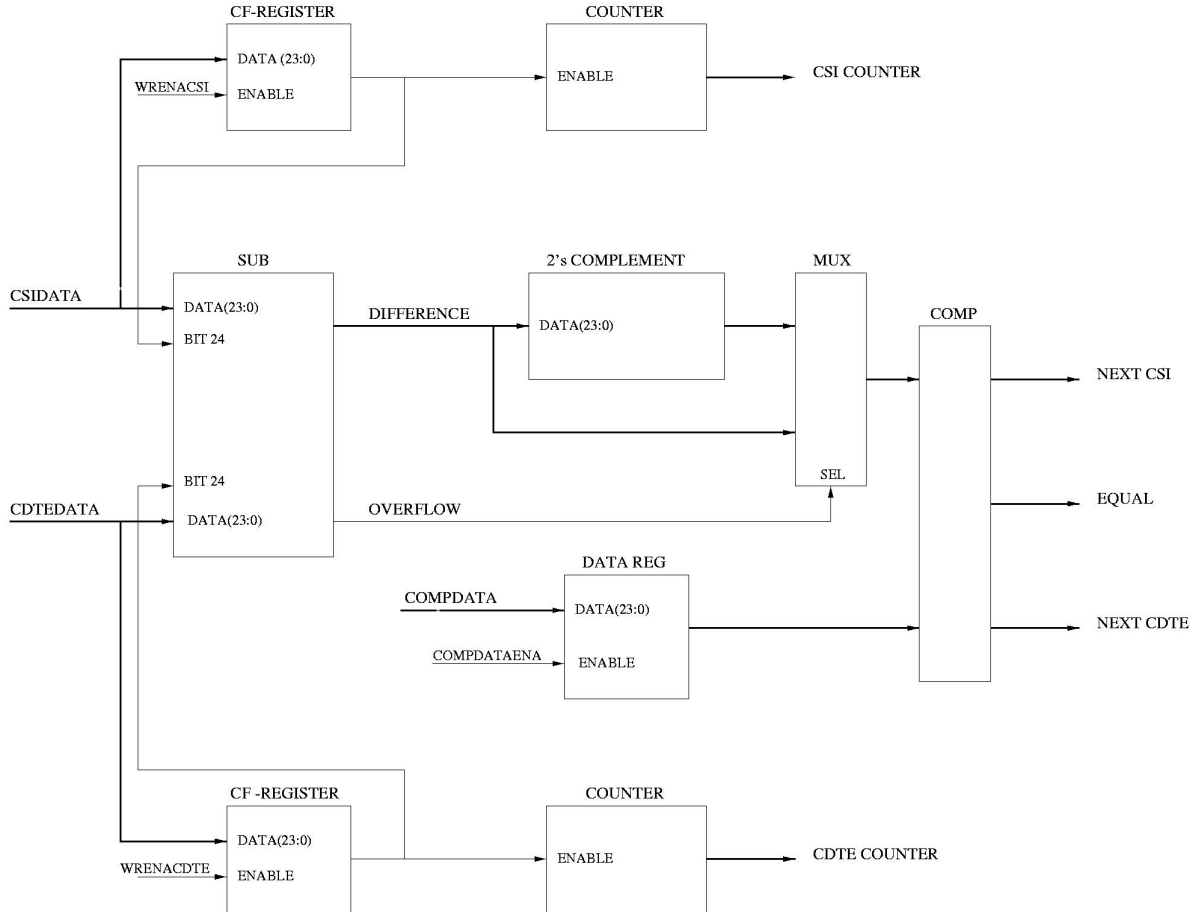 CF-REGISTER
COUNTER
DATA (23:0)
WRENACSI
ENABLE
ENABLE
CSI COUNTER
SUB
2's COMPLEMENT
MUX
CSIDATA
DATA(23:0)
BIT 24
DIFFERENCE
DATA(23:0)
COMP
NEXT CSI
BIT 24
SEL
CDTEDATA
DATA(23:0)
OVERFLOW
EQUAL
DATA REG
COMPDATA
DATA(23:0)
COMPDATAENA
ENABLE
NEXT CDTE
CF -REGISTER
COUNTER
DATA(23:0)
WRENACDTE
ENABLE
ENABLE
CDTE COUNTER